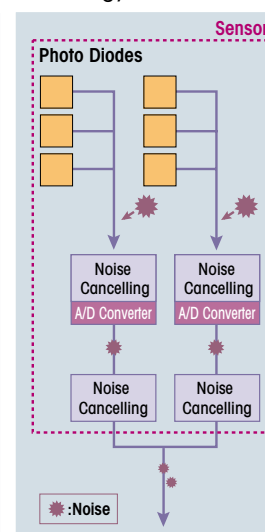 Sensor
Photo Diodes
Noise
Cancelling
A/D Converter
Noise
Cancelling
A/D Converter
Noise
Cancelling
Noise
Cancelling
:Noise